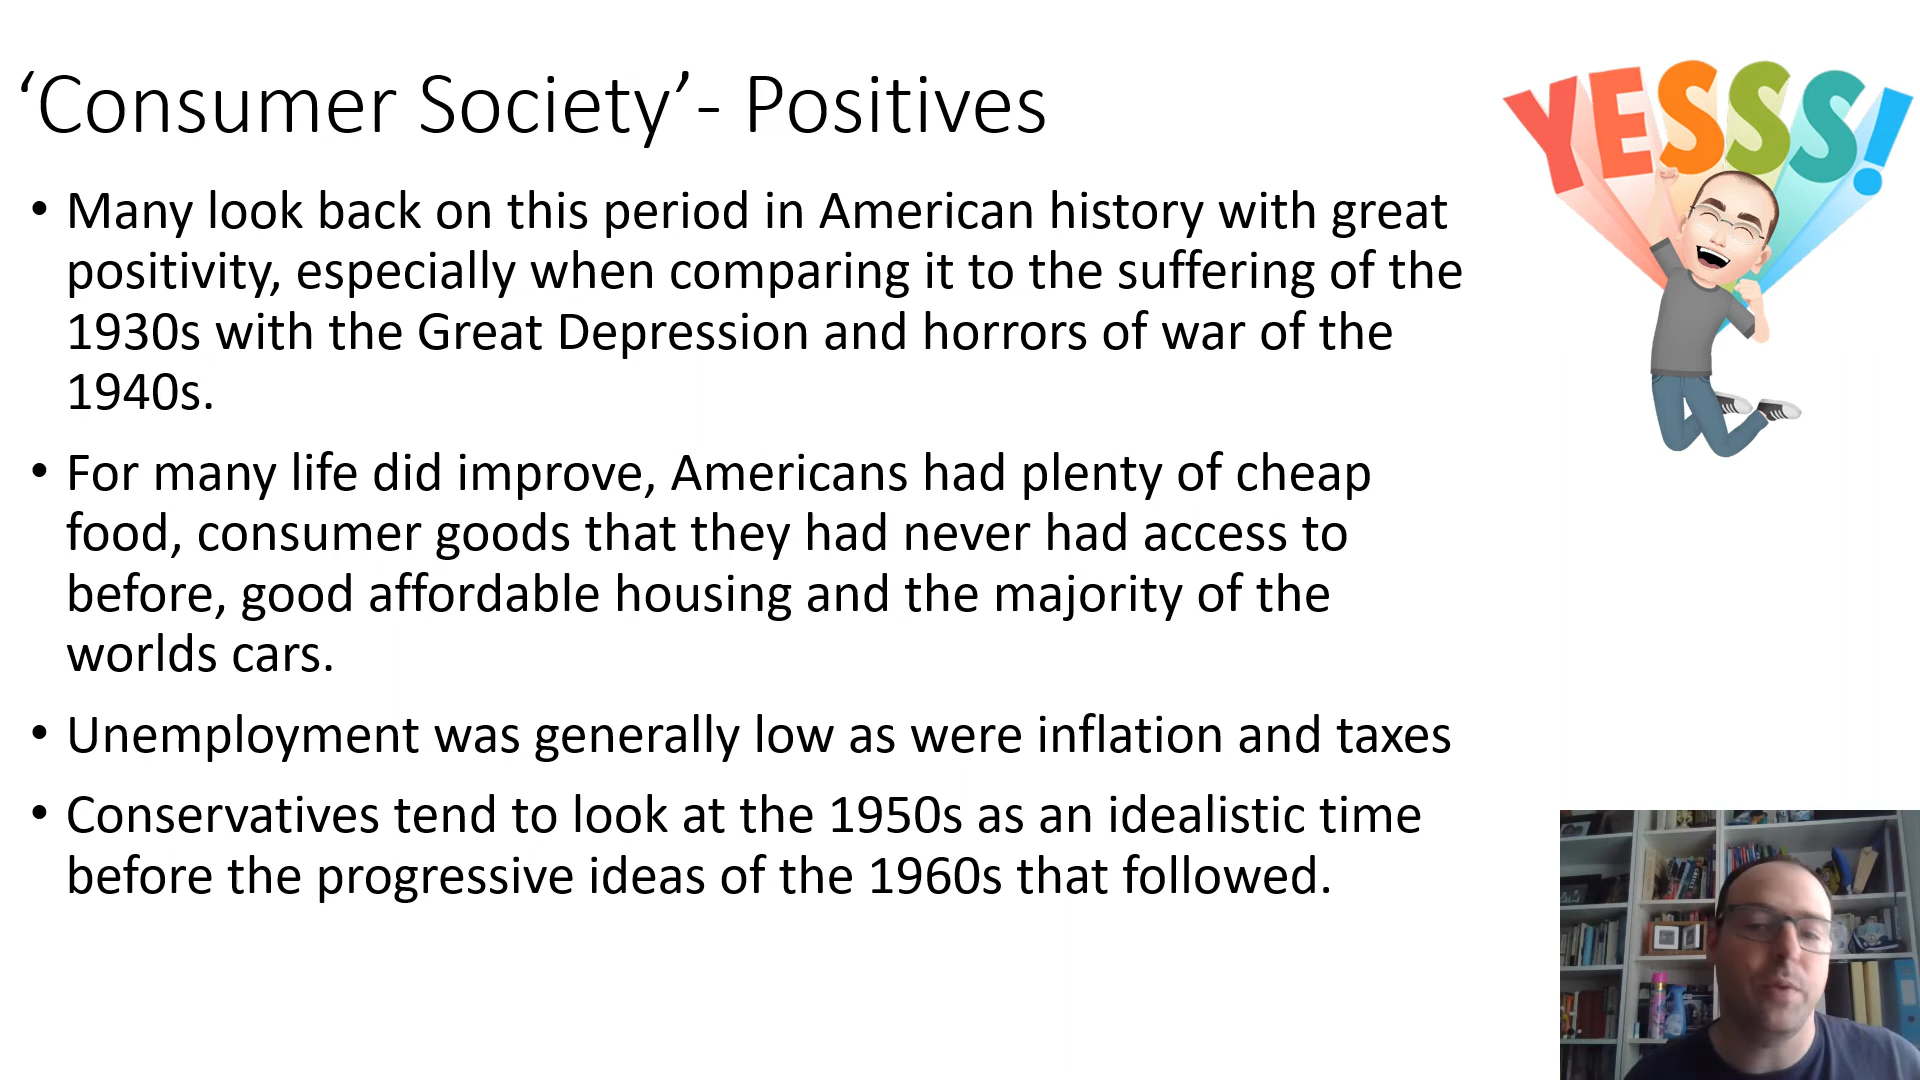 ‘Consumer Society’- Positives
YESSS!
• Many look back on this period in American history with great
positivity, especially when comparing it to the suffering of the
1930s with the Great Depression and horrors of war of the
1940s.
• For many life did improve, Americans had plenty of cheap
food, consumer goods that they had never had access to
before, good affordable housing and the majority of the
worlds cars.
• Unemployment was generally low as were inflation and taxes
• Conservatives tend to look at the 1950s as an idealistic time
before the progressive ideas of the 1960s that followed.